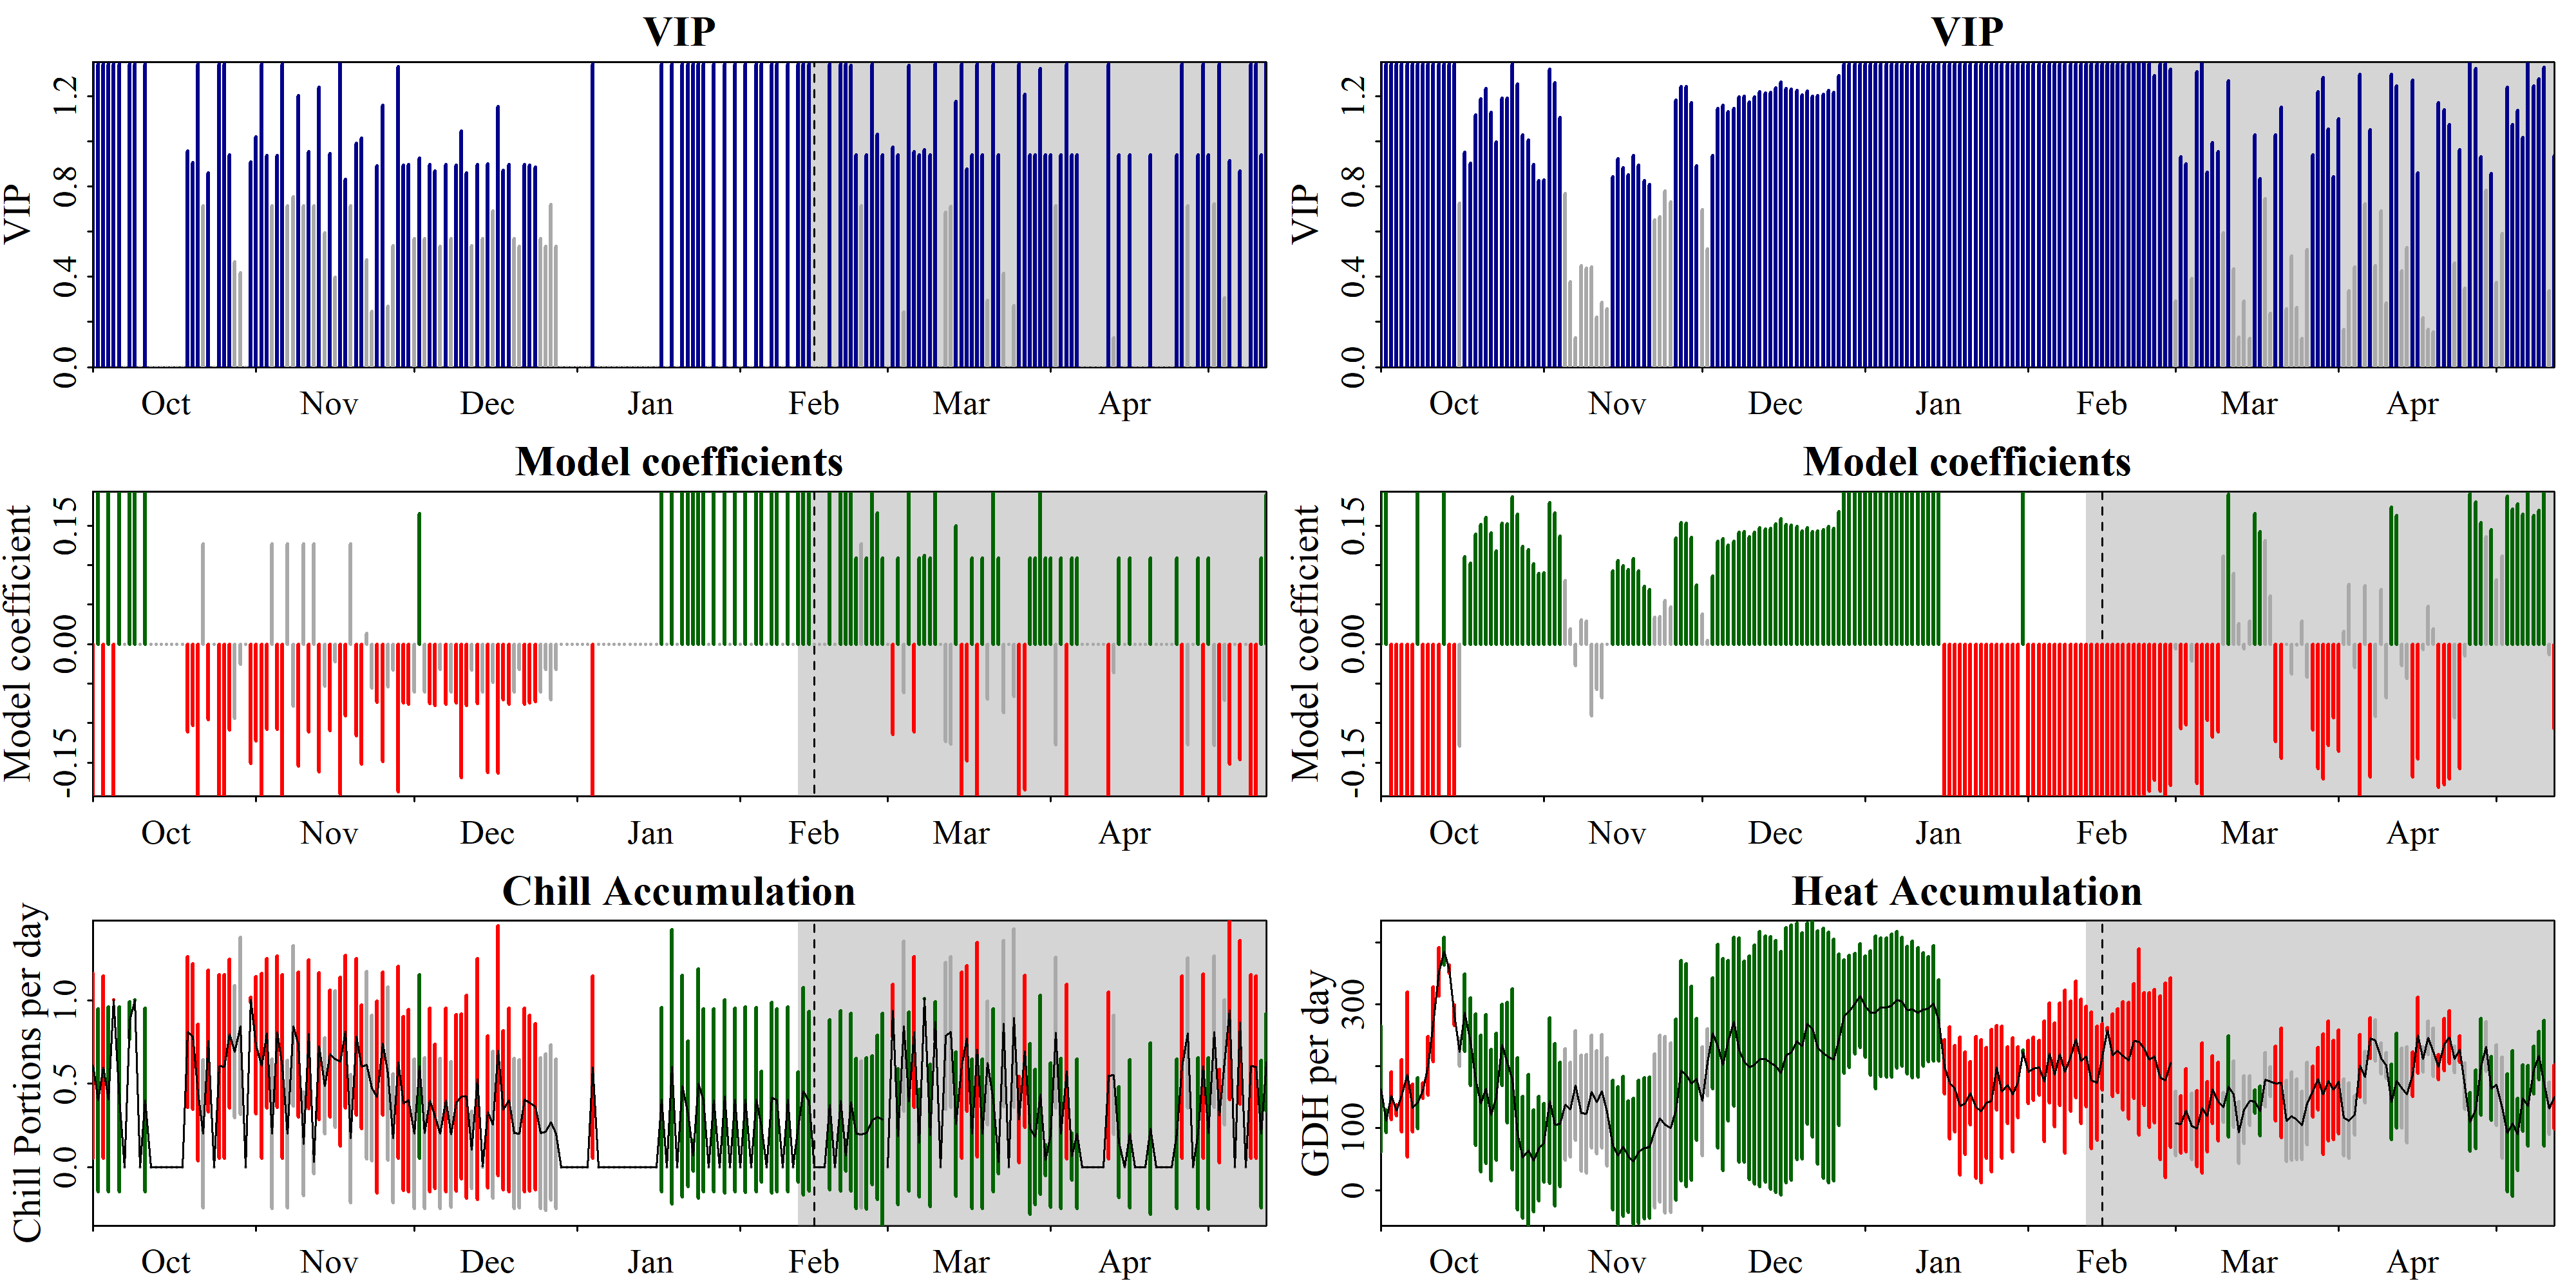 VIP
VIP
0.0 0.4 0.8 1.2
Oct Nov Dec Jan Feb Mar Apr
VIP
VIP
0.0 0.4 0.8 1.2
Oct Nov Dec Jan Feb Mar Apr
Model coefficients
Model coefficient
-0.15 0.00 0.15
Oct Nov Dec Jan Feb Mar Apr
Model coefficients
Model coefficient
-0.15 0.00 0.15
Oct Nov Dec Jan Feb Mar Apr
Chill Accumulation
Chill Portions per day
0.0 0.5 1.0
Oct Nov Dec Jan Feb Mar Apr
Heat Accumulation
GDH per day
0 100 300
Oct Nov Dec Jan Feb Mar Apr